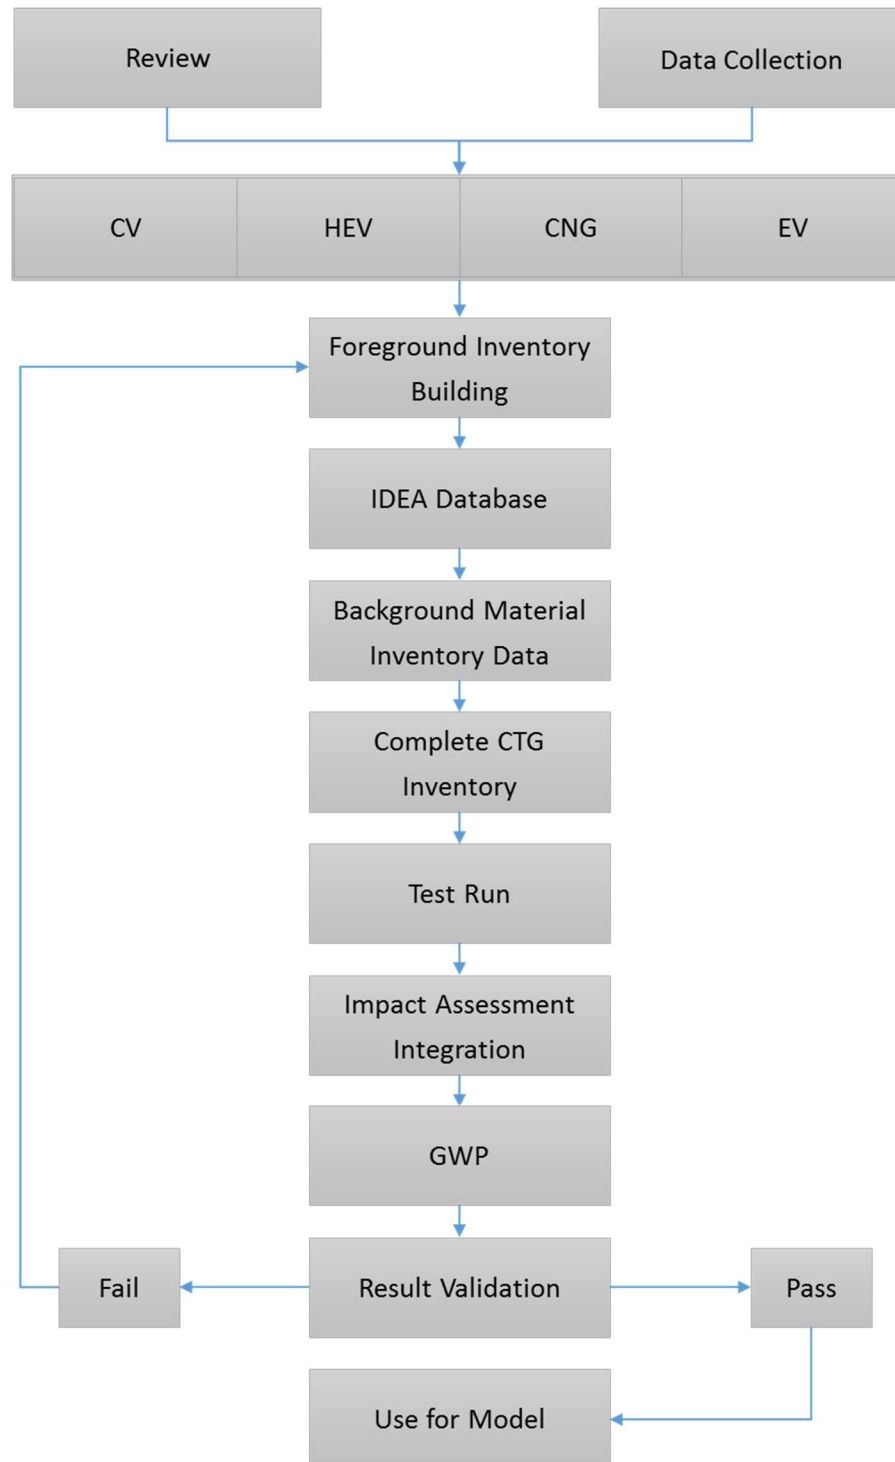 Review
Data Collection
CV
HEV
CNG
EV
Foreground Inventory
Building
IDEA Database
Background Material
Inventory Data
Complete CTG
Inventory
Test Run
Impact Assessment
Integration
GWP
Fail
Result Validation
Pass
Use for Model